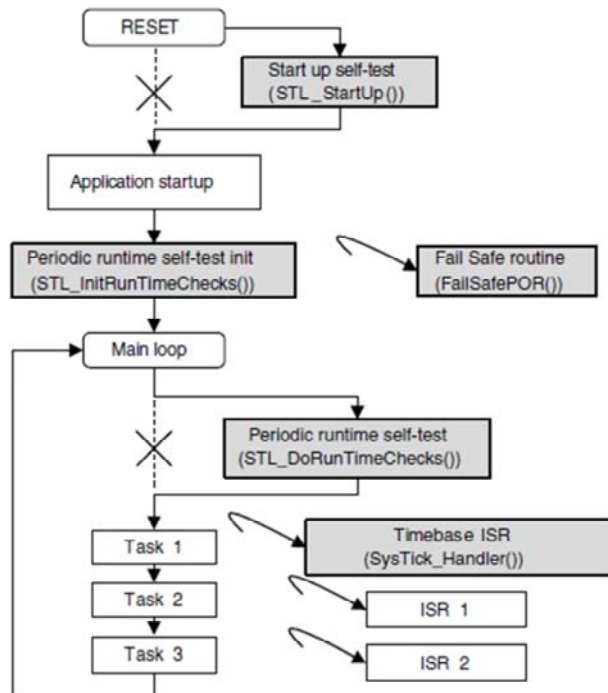 RESET
Start up self-test
(STL_StartUp())
Application startup
Periodic runtime self-test init
(STL_InitRunTimeChecks())
Fail Safe routine
(FailSafePOR())
Main loop
Periodic runtime self-test
(STL_DoRunTimeChecks())
Task 1
Timebase ISR
(SysTick_Handler())
Task 2
ISR 1
Task 3
ISR 2